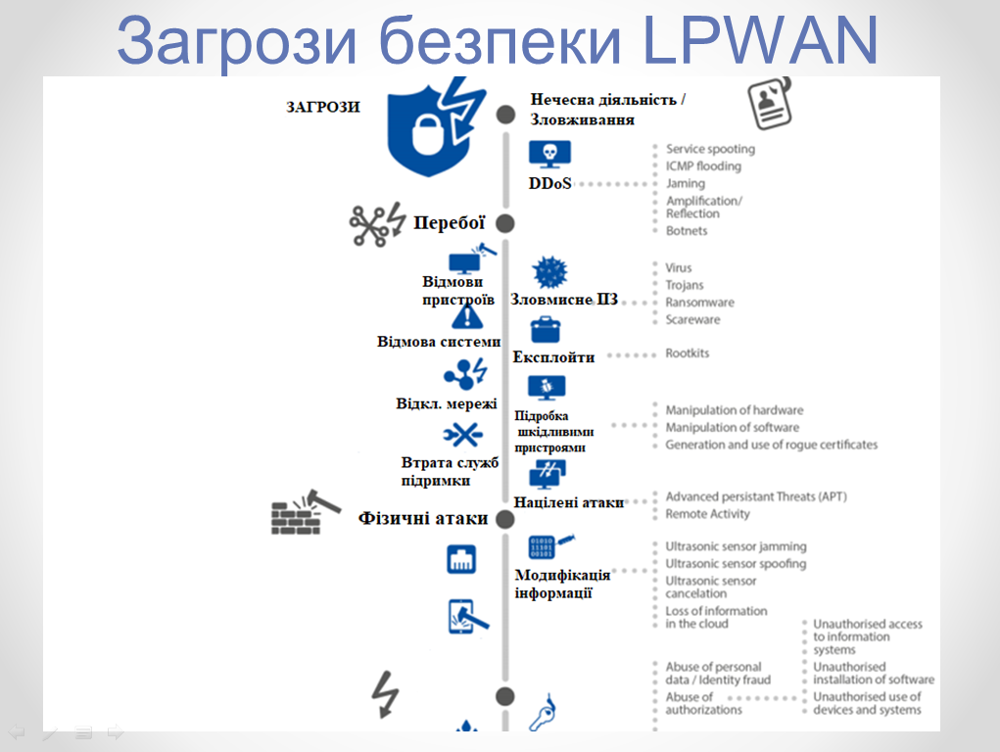 Загрози безпеки LPWAN
ЗАГРОЗИ
Нечесна діяльність /
Зловживання
DDoS
Service spooting
ICMP flooding
Jaming
Amplification/
Reflection
Botnets
Перебої
Відмови
пристроїв
Відмова системи
Відкл. мережі
Втрата служб
підримки
Зловмисне ПЗ
Virus
Trojans
Ransomware
Scareware
Експлойти
Rootkits
Підробка
шкідливими
пристроями
Manipulation of hardware
Manipulation of software
Generation and use of rogue certificates
Націлені атаки
Advanced persistant Threats (APT)
Remote Activity
Фізичні атаки
01010
11101
00101
Модифікація
інформації
Ultrasonic sensor jamming
Ultrasonic sensor spoofing
Ultrasonic sensor
cancelation
Loss of information
in the cloud
Abuse of personal
data / Identity fraud
Abuse of
authorizations
Unauthorised access
to information
systems
Unauthorised
installation of software
Unauthorised use of
devices and systems